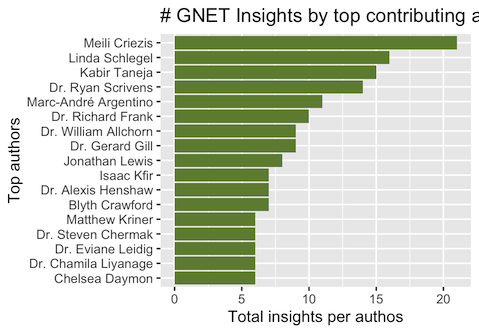 # GNET Insights by top contributing a
Top authors
Meili Criezis
Linda Schlegel
Kabir Taneja
Dr. Ryan Scrivens
Marc-André Argentino
Dr. Richard Frank
Dr. William Allchorn
Dr. Gerard Gill
Jonathan Lewis
Isaac Kfir
Dr. Alexis Henshaw
Blyth Crawford
Matthew Kriner
Dr. Steven Chermak
Dr. Eviane Leidig
Dr. Chamila Liyanage
Chelsea Daymon
0 5 10 15 20
Total insights per authos